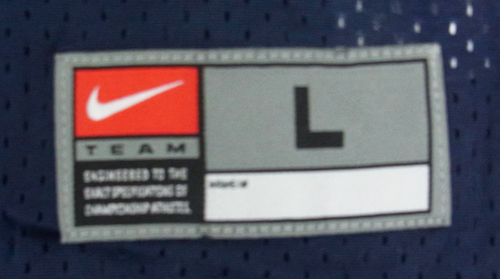 TEAM
L
ENGINEERED TO THE
EXACT SPECIFICATIONS OF
CHAMPIONSHIP ATHLETES.